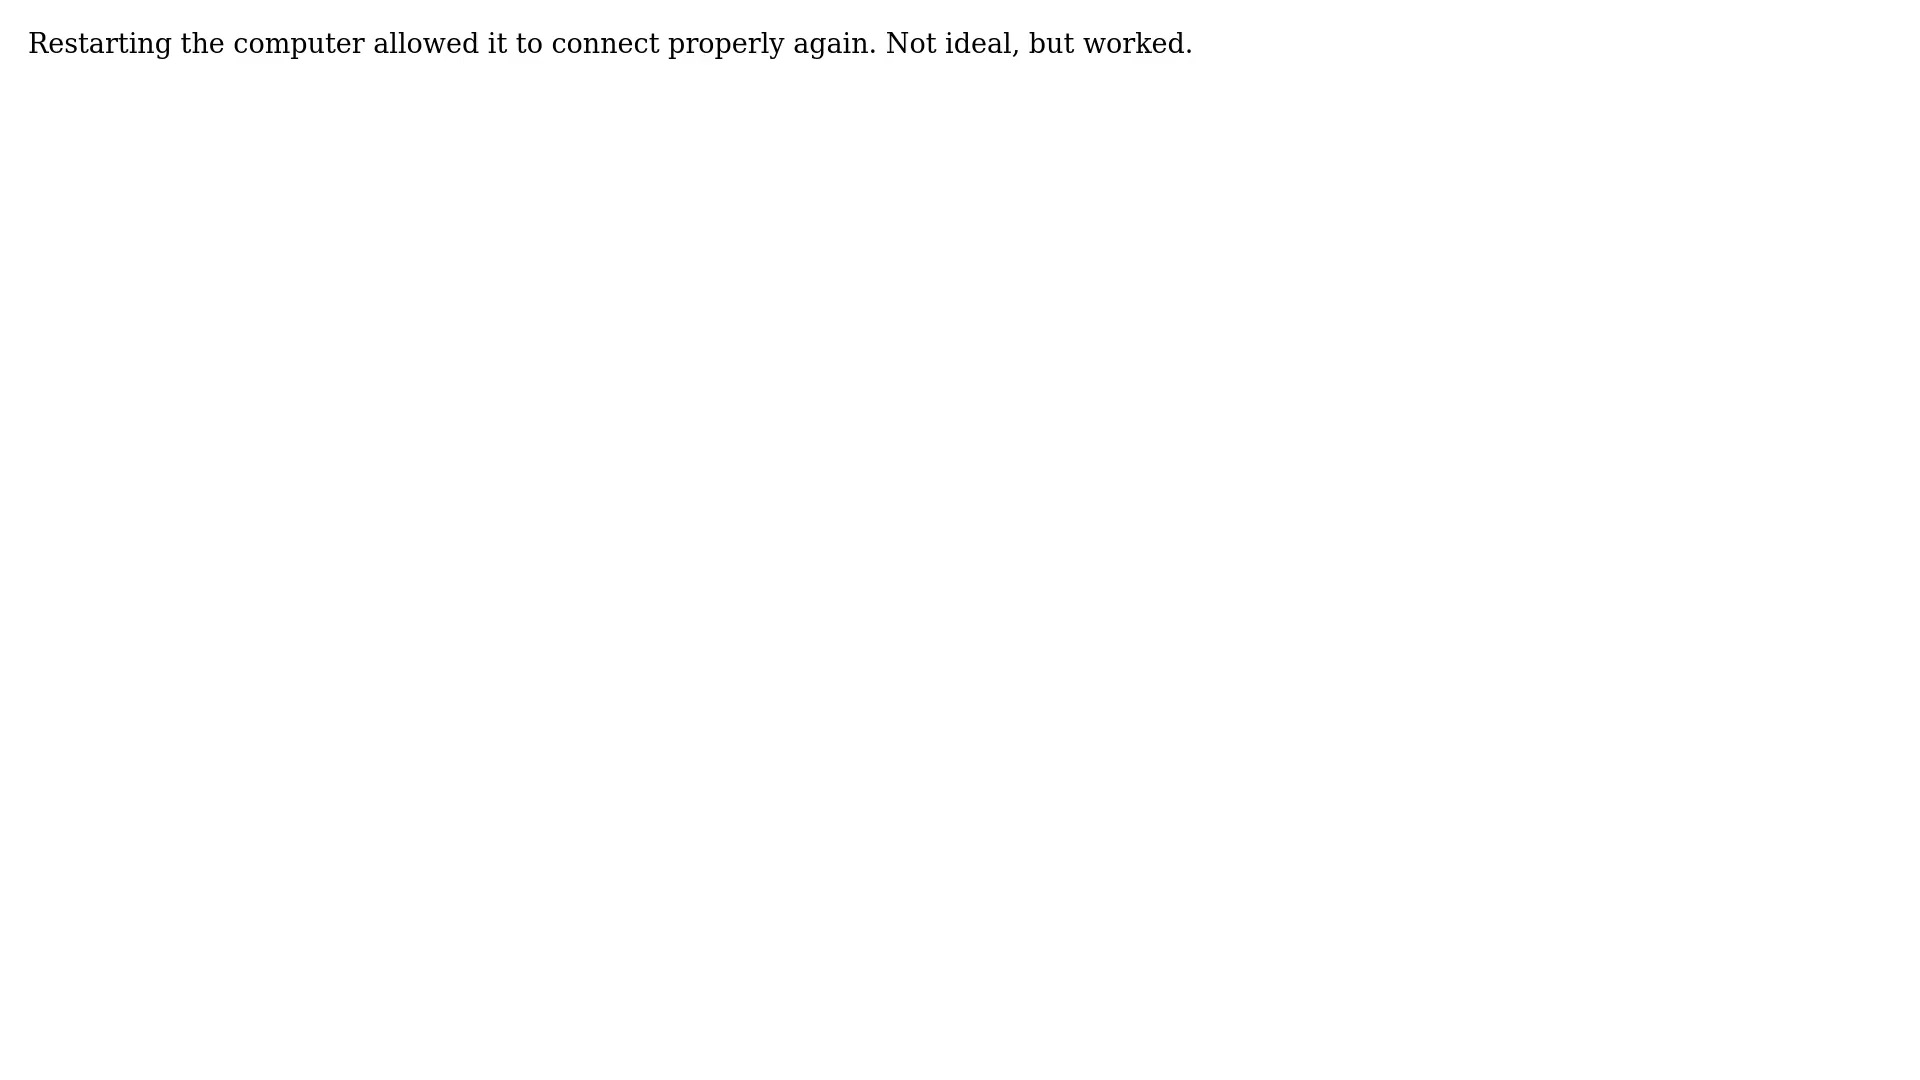 Restarting the computer allowed it to connect properly again. Not ideal, but worked.